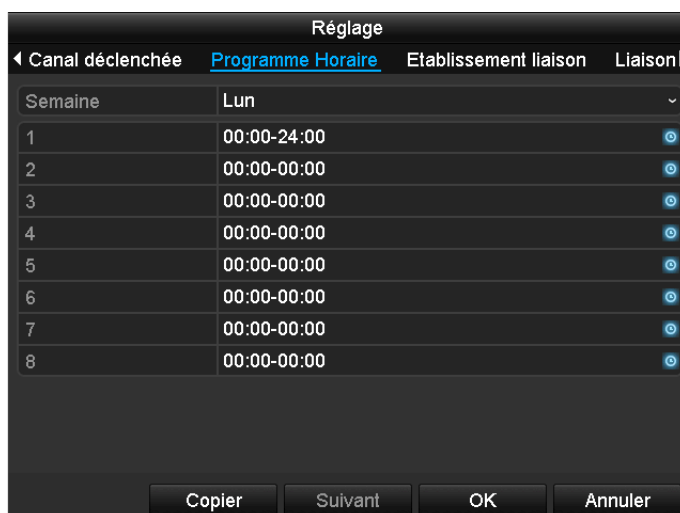 Réglage
Canal déclenchée Programme Horaire Etablissement liaison Liaison
Semaine Lun
1 00:00-24:00
2 00:00-00:00
3 00:00-00:00
4 00:00-00:00
5 00:00-00:00
6 00:00-00:00
7 00:00-00:00
8 00:00-00:00
Copier Suivant OK Annuler